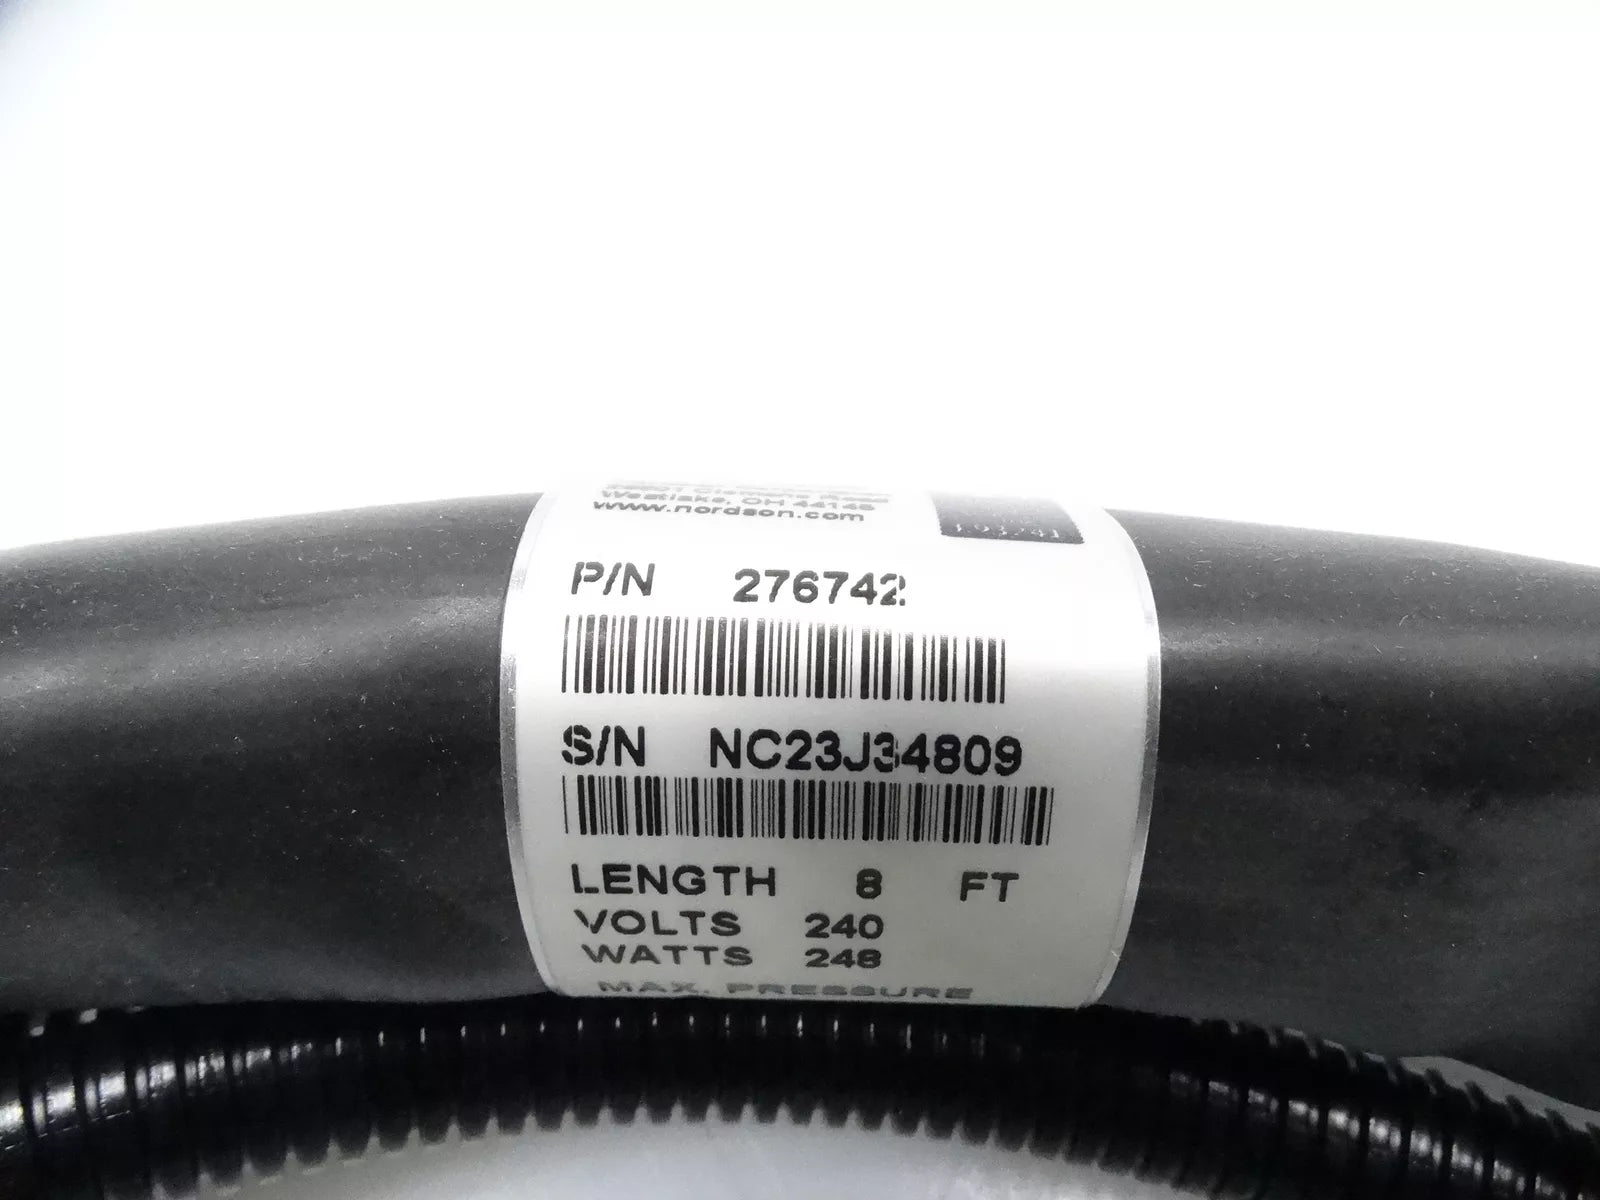 Westlake, OH 44145
www.nordson.com
P/N 276742
S/N NC23J34809
LENGTH 8 FT
VOLTS 240
WATTS 248
MAX. PRESSURE